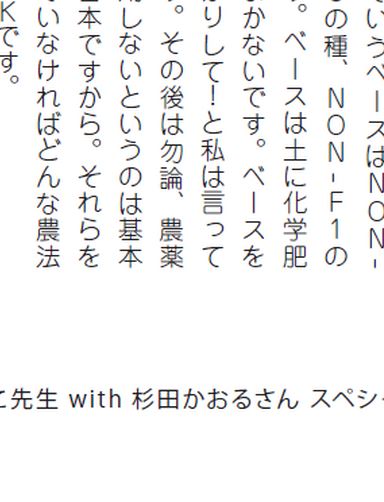 いうベースはNON-
の種、NON-F1の
。ベースは土に化学肥
かないです。ベースを
りして!と私は言って
。その後は勿論、農薬
しないというのは基本
本ですから。それらを
いなければどんな農法
Kです。
先生 with 杉田かおるさん スペシ